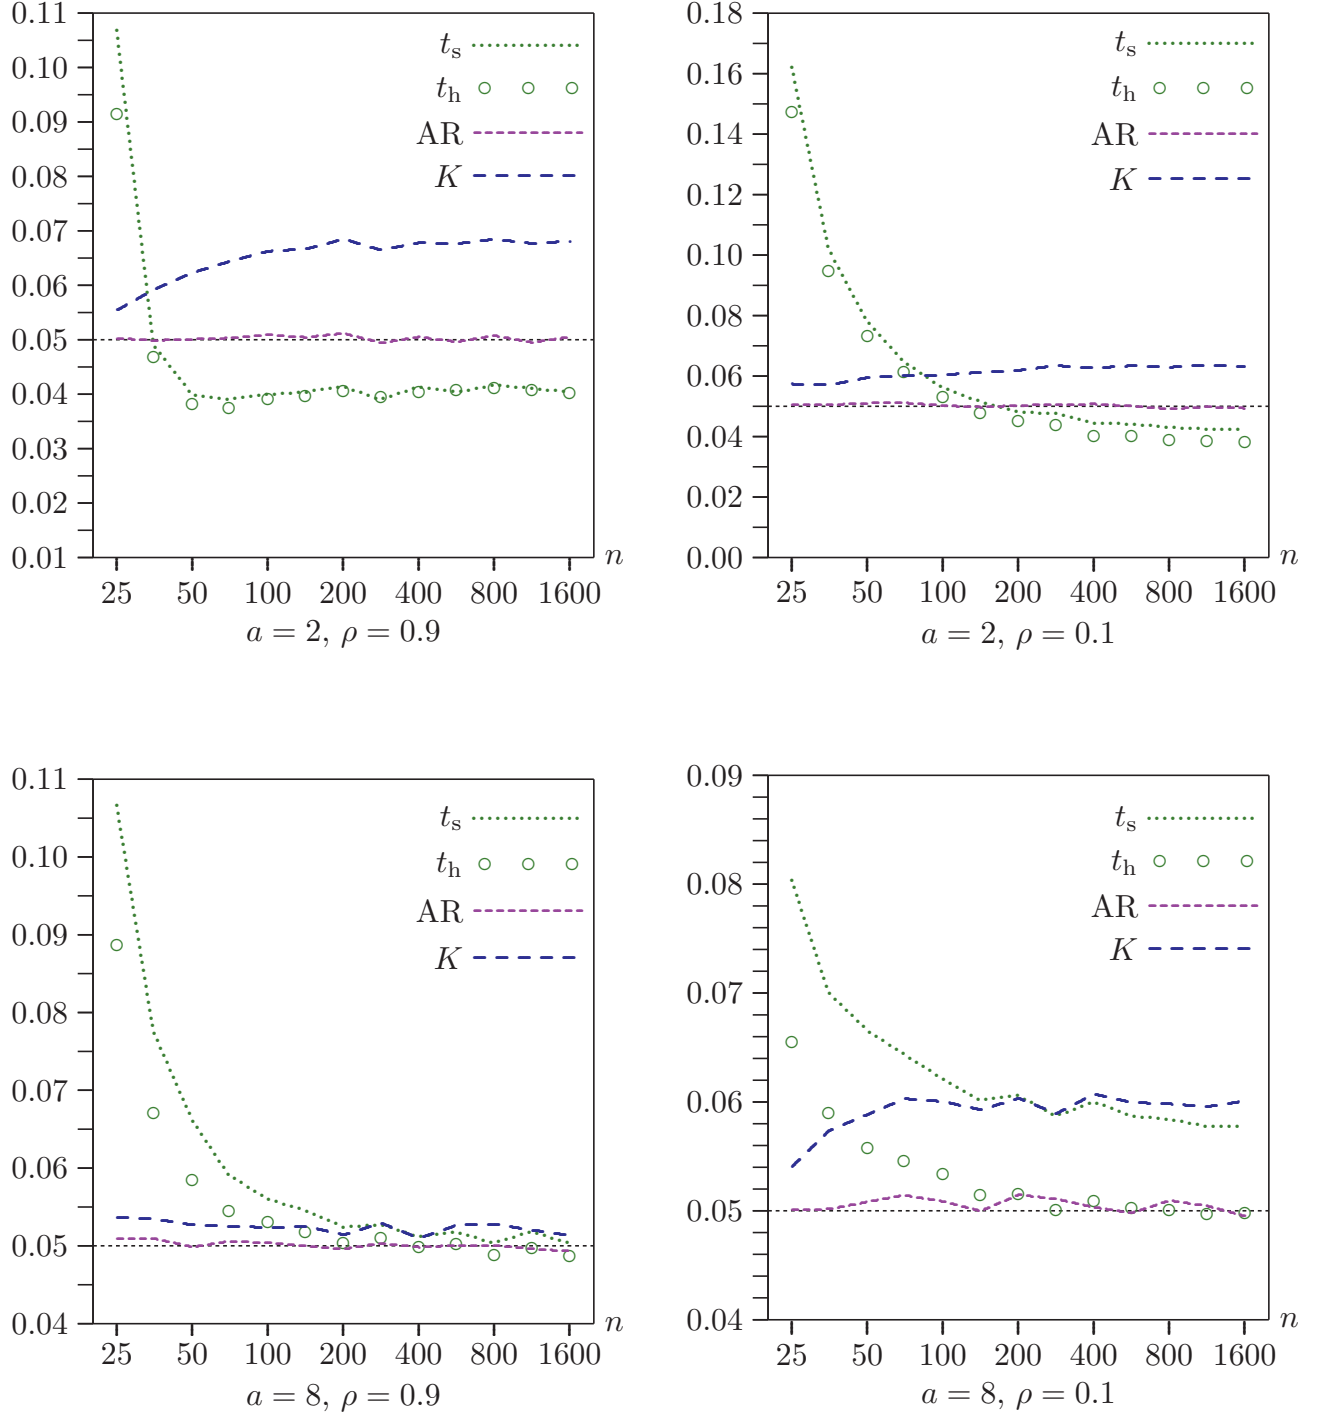 0.11
0.10
0.09
0.08
0.07
0.06
0.05
0.04
0.03
0.02
0.01
t_s
t_h
AR
K
25 50 100 200 400 800 1600 n
a = 2, ρ = 0.9
0.18
0.16
0.14
0.12
0.10
0.08
0.06
0.04
0.02
0.00
t_s
t_h
AR
K
25 50 100 200 400 800 1600 n
a = 2, ρ = 0.1
0.11
0.10
0.09
0.08
0.07
0.06
0.05
0.04
t_s
t_h
AR
K
25 50 100 200 400 800 1600 n
a = 8, ρ = 0.9
0.09
0.08
0.07
0.06
0.05
0.04
t_s
t_h
AR
K
25 50 100 200 400 800 1600 n
a = 8, ρ = 0.1